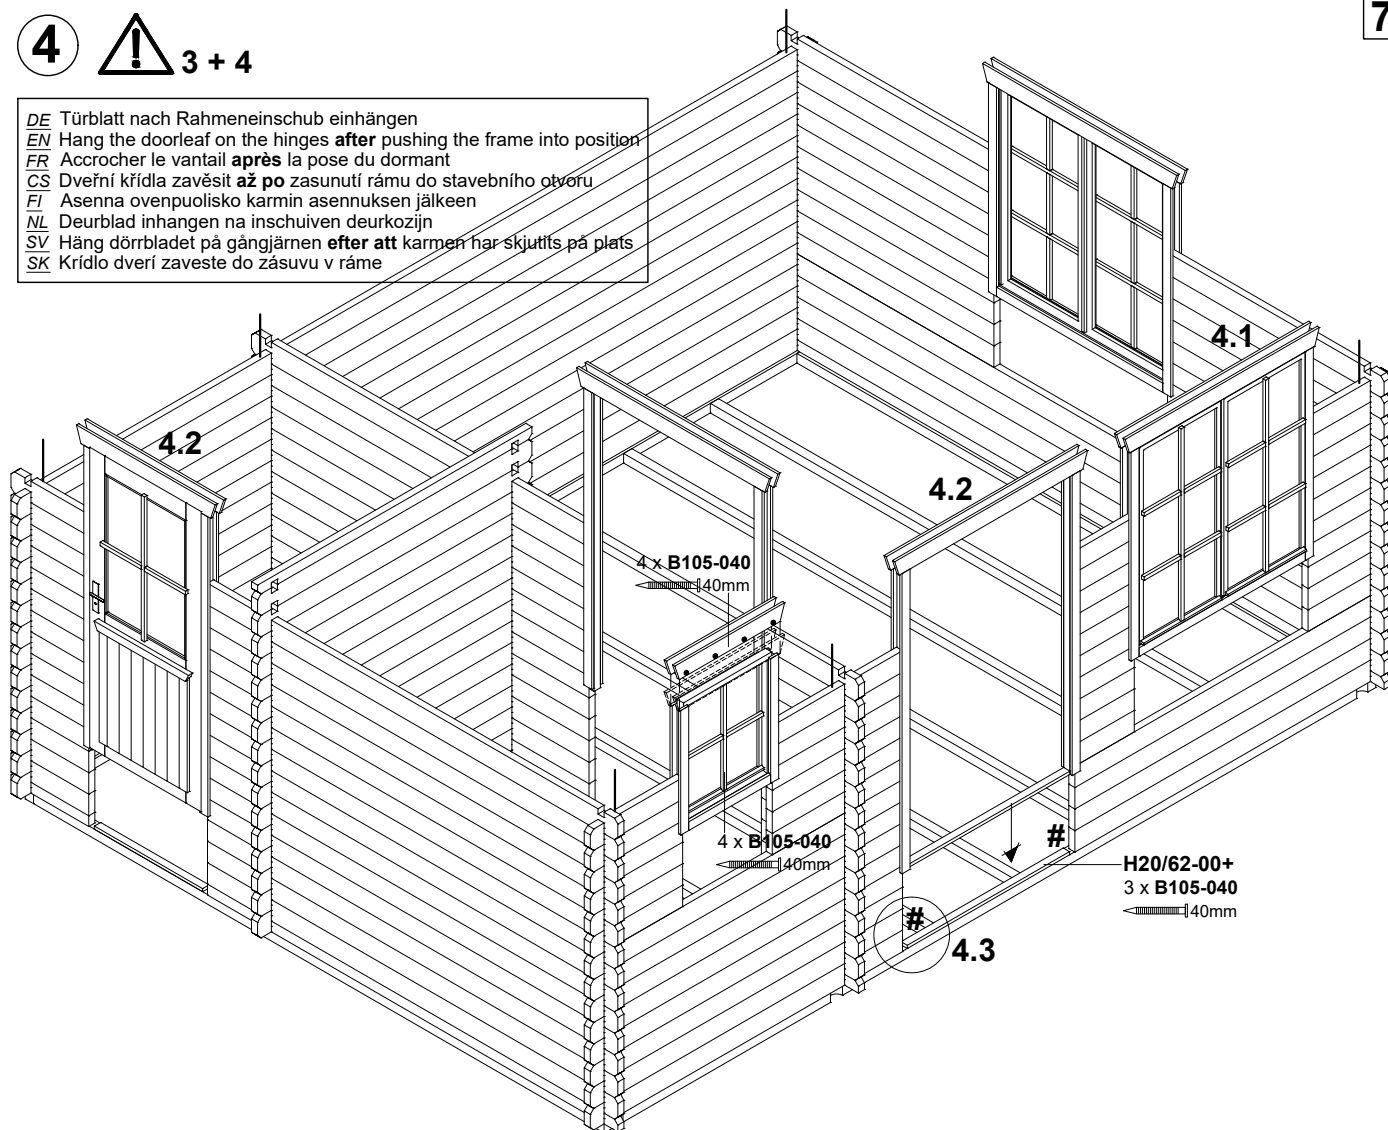 4
3 + 4
7
DE Türblatt nach Rahmeneinschub einhängen
EN Hang the doorleaf on the hinges after pushing the frame into position
FR Accrocher le vantail après la pose du dormant
CS Dveřní křídla zavěsit až po zasunutí rámu do stavebního otvoru
FI Asenna ovenpuolisko karmin asennuksen jälkeen
NL Deurblad inhangen na inschuiven deurkozijn
SV Häng dörrbladet på gångjärnen efter att karmen har skjutits på plats
SK Krídlo dverí zaveste do zásuvu v ráme
4.1
4.2
4.2
4 x B105-040
40mm
4 x B105-040
40mm
#
H20/62-00+
3 x B105-040
40mm
#
4.3